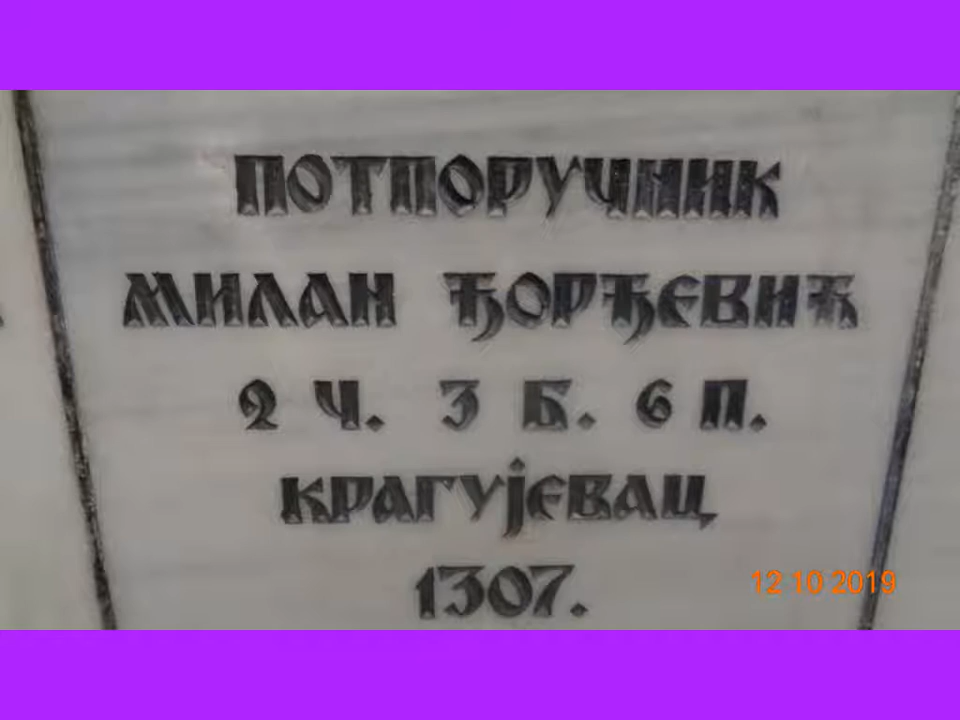 ПОТПОРУЧНИК
МИЛАН ЂОРЂЕВИЋ
2 Ч. 3 Б. 6 П.
КРАГУЈЕВАЦ
1307.
12 10 2019